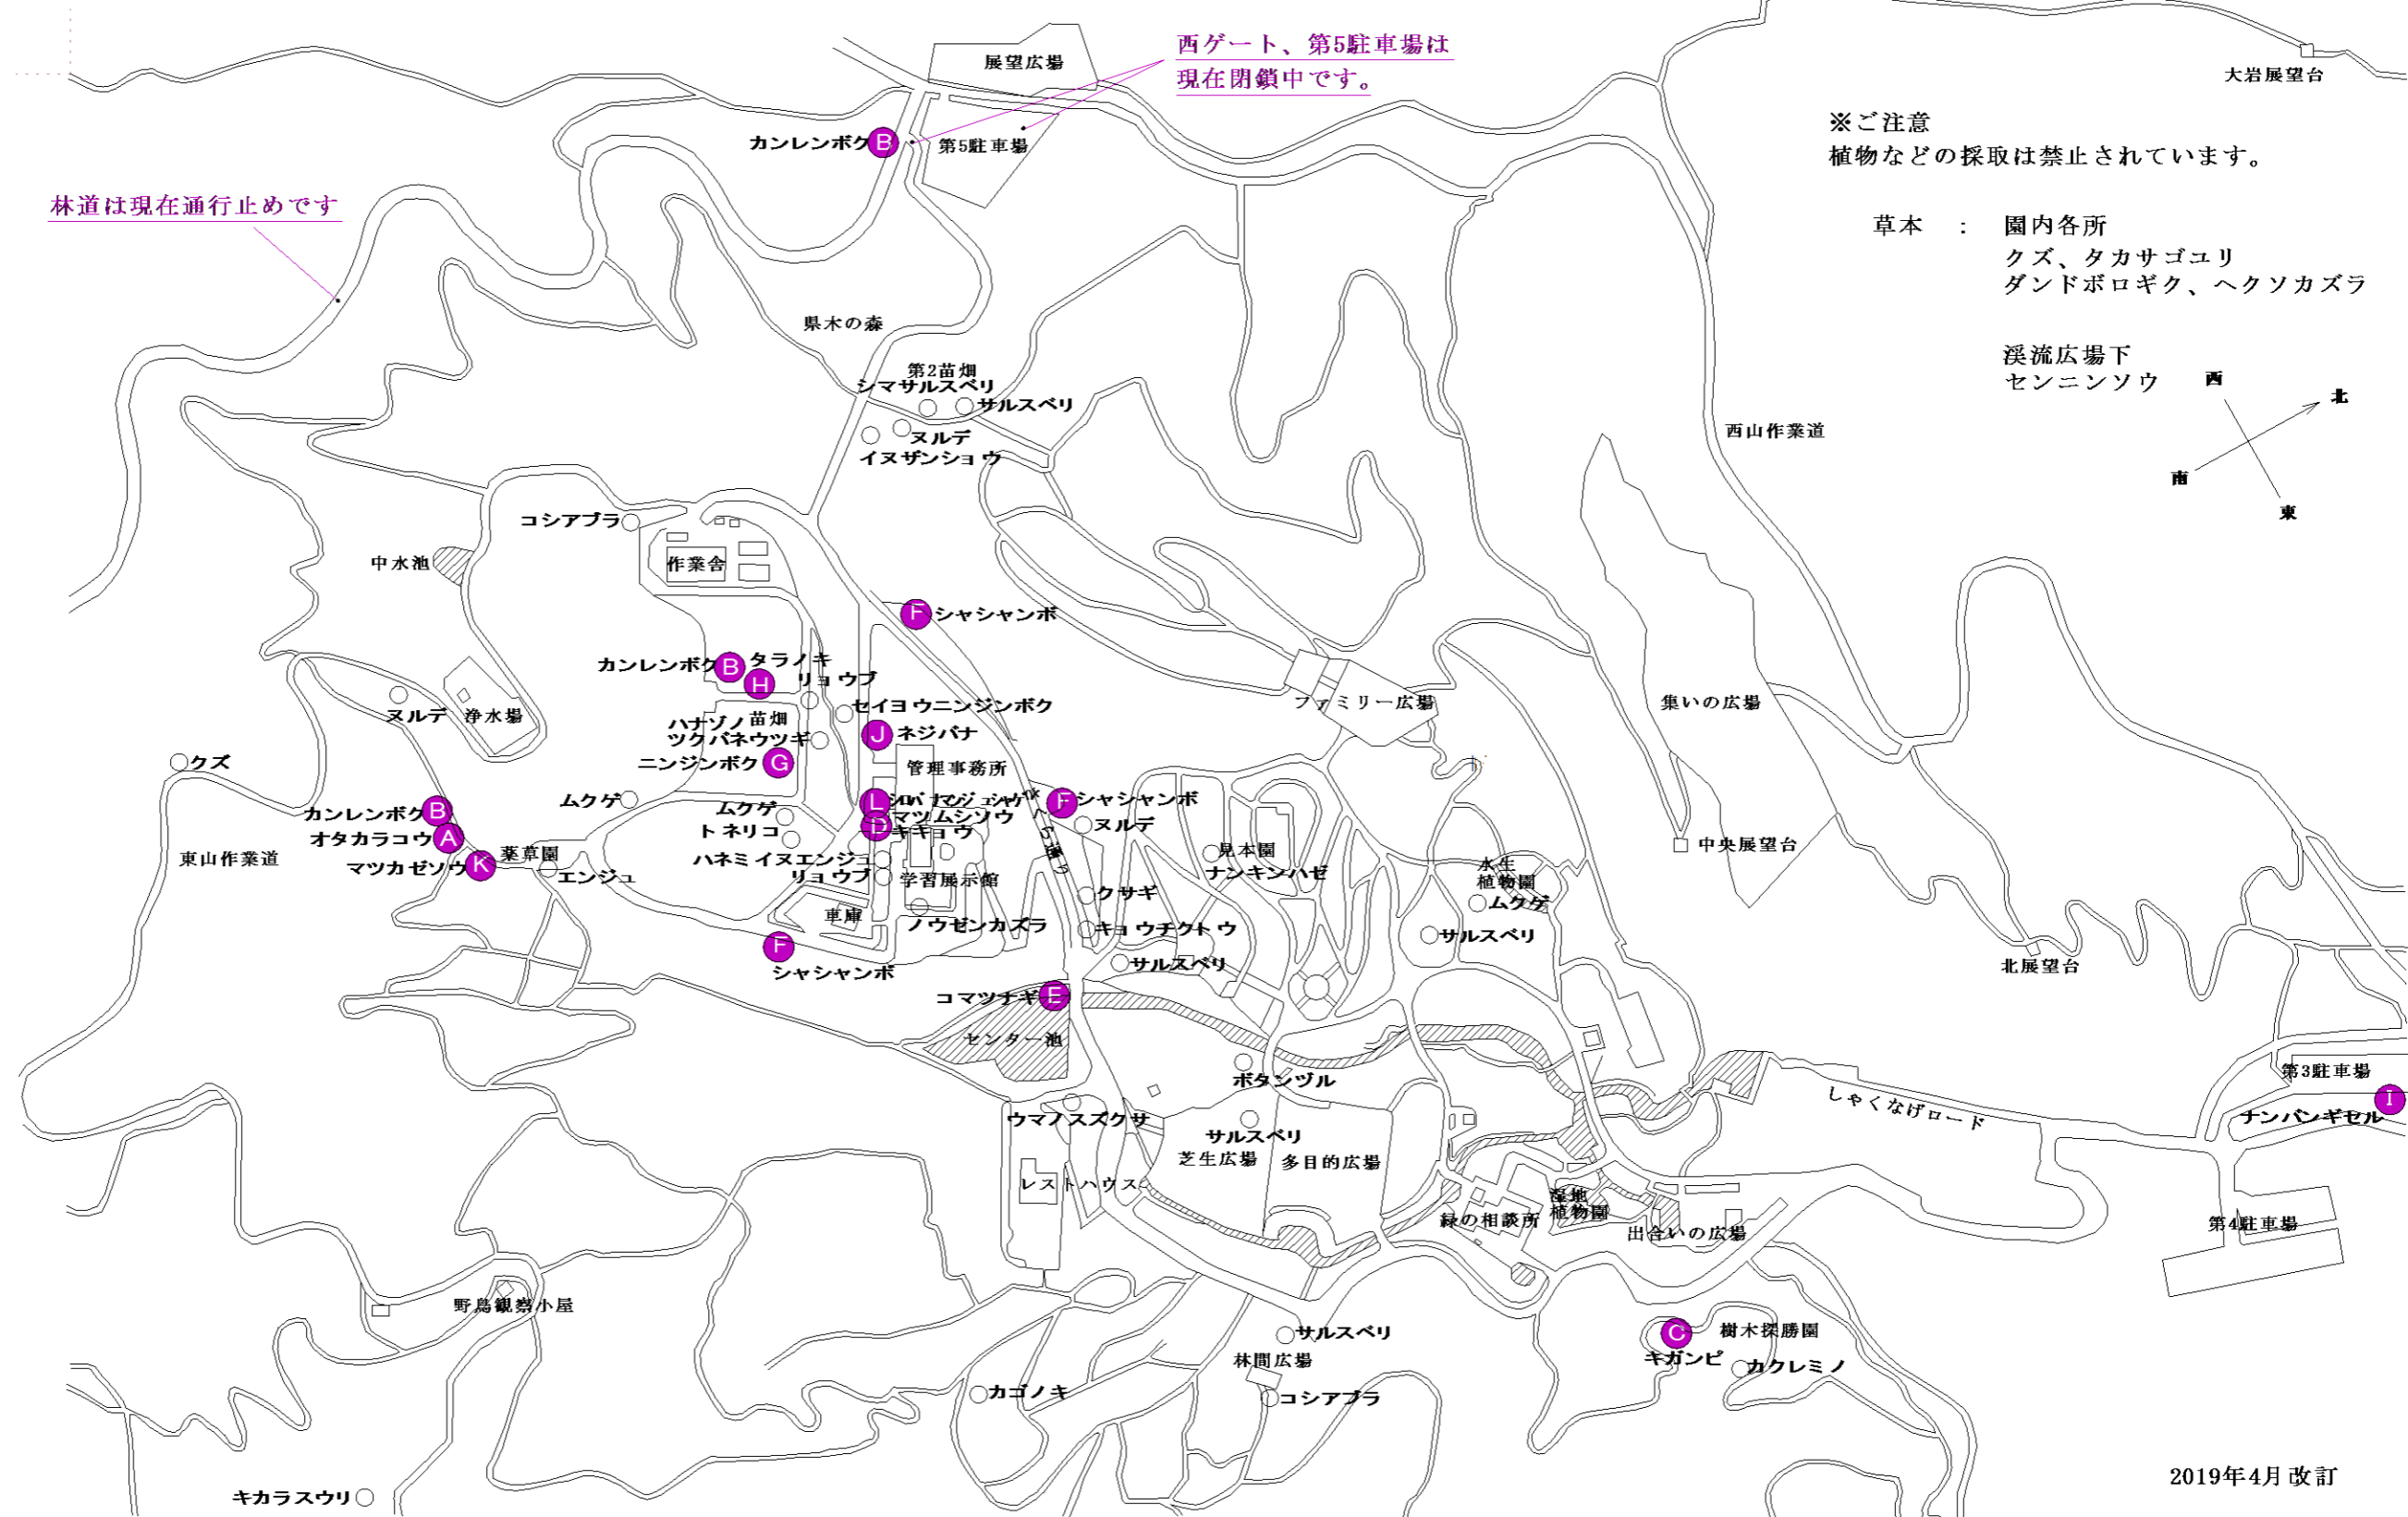 西ゲート、第5駐車場は
現在閉鎖中です。
展望広場
大岩展望台
※ご注意
植物などの採取は禁止されています。
カンレンボク B
第5駐車場
林道は現在通行止めです
草本 ： 園内各所
クズ、タカサゴユリ
ダンドボロギク、ヘクソカズラ
渓流広場下
センニンソウ
西
北
南
東
県木の森
第2苗畑
シマサルスベリ
サルスベリ
ヌルデ
イヌザンショウ
西山作業道
コシアブラ
作業舎
中水池
F シャシャンボ
カンレンボク B
タラノキ
H
リョウブ
セイヨウニンジンボク
ハナゾノ
ツクバネウツギ
苗畑
J ネジバナ
ニンジンボク G
管理事務所
ヌルデ
浄水場
クズ
ファミリー広場
集いの広場
ムクゲ
ムクゲ
トネリコ
L
マツムシソウ
D キキョウ
F シャシャンボ
ヌルデ
カンレンボク B
オタカラコウ A
マツカゼソウ K
薬草園
エンジュ
東山作業道
ハネミイヌエンジュ
リョウブ
学習展示館
車庫
ノウゼンカズラ
クサギ
キョウチクトウ
サルスベリ
見本園
ナンキンハゼ
水生
植物園
ムクゲ
サルスベリ
中央展望台
北展望台
F
シャシャンボ
コマツナギ E
センター池
ボタンヅル
ウマノスズクサ
サルスベリ
芝生広場
多目的広場
レストハウス
緑の相談所
湿地
植物園
出合いの広場
しゃくなげロード
第3駐車場
I
ナンバンギセル
第4駐車場
野鳥観察小屋
サルスベリ
林間広場
コシアブラ
カゴノキ
C
キガンピ
樹木探勝園
カクレミノ
キカラスウリ
2019年4月改訂